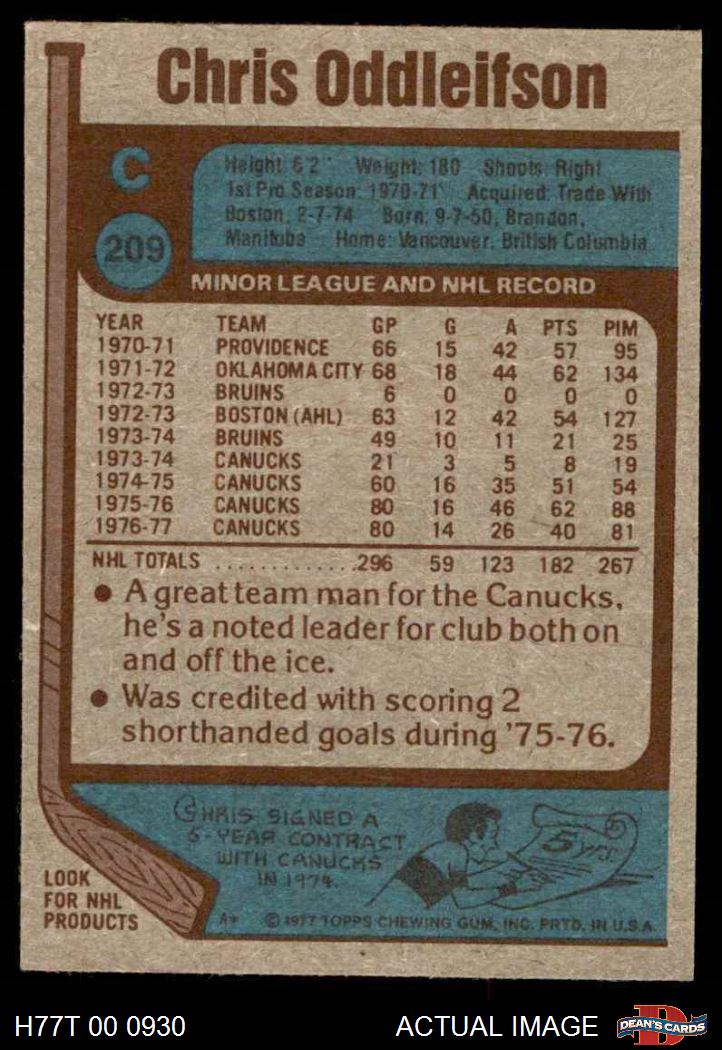 Chris Oddleifson
C
209
Height: 6'2" Weight: 180 Shoots: Right
1st Pro Season: 1970-71 Acquired: Trade With
Boston, 2-7-74 Born: 9-7-50, Brandon,
Manitoba Home: Vancouver, British Columbia
MINOR LEAGUE AND NHL RECORD
YEAR TEAM GP G A PTS PIM
1970-71 PROVIDENCE 66 15 42 57 95
1971-72 OKLAHOMA CITY 68 18 44 62 134
1972-73 BRUINS 6 0 0 0 0
1972-73 BOSTON (AHL) 63 12 42 54 127
1973-74 BRUINS 49 10 11 21 25
1973-74 CANUCKS 21 3 5 8 19
1974-75 CANUCKS 60 16 35 51 54
1975-76 CANUCKS 80 16 46 62 88
1976-77 CANUCKS 80 14 26 40 81
NHL TOTALS .............296 59 123 182 267
• A great team man for the Canucks,
he's a noted leader for club both on
and off the ice.
• Was credited with scoring 2
shorthanded goals during '75-76.
CHRIS SIGNED A
5-YEAR CONTRACT
WITH CANUCKS
IN 1974.
5 YRS.
LOOK
FOR NHL
PRODUCTS
A* © 1977 TOPPS CHEWING GUM, INC. PRTD. IN U.S.A.
H77T 00 0930 ACTUAL IMAGE
D
DEAN'S CARDS